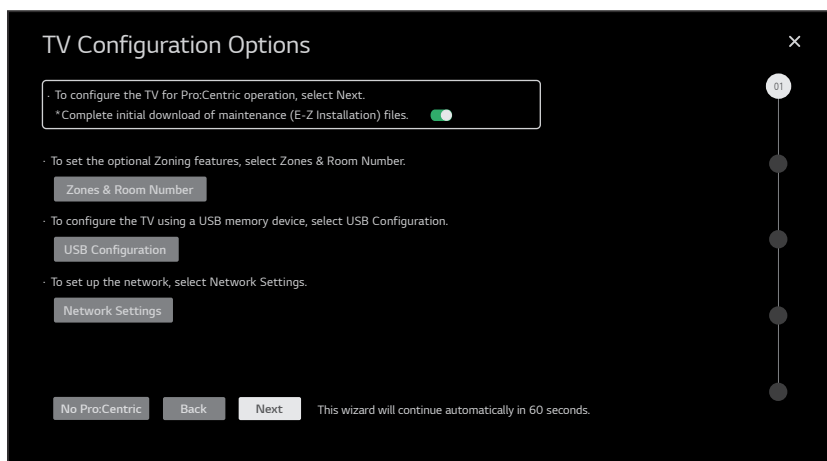 TV Configuration Options
×
01
· To configure the TV for Pro:Centric operation, select Next.
*Complete initial download of maintenance (E-Z Installation) files.
· To set the optional Zoning features, select Zones & Room Number.
Zones & Room Number
· To configure the TV using a USB memory device, select USB Configuration.
USB Configuration
· To set up the network, select Network Settings.
Network Settings
No Pro:Centric Back Next This wizard will continue automatically in 60 seconds.